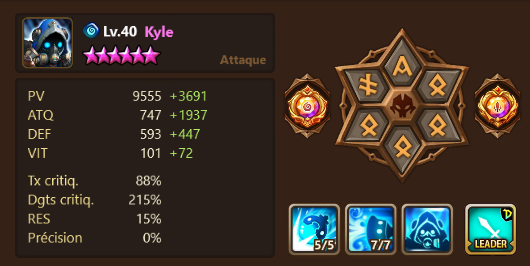 Lv.40 Kyle
Attaque
PV 9555 +3691
ATQ 747 +1937
DEF 593 +447
VIT 101 +72
Tx critiq. 88%
Dgts critiq. 215%
RES 15%
Précision 0%
5/5
7/7
D
LEADER